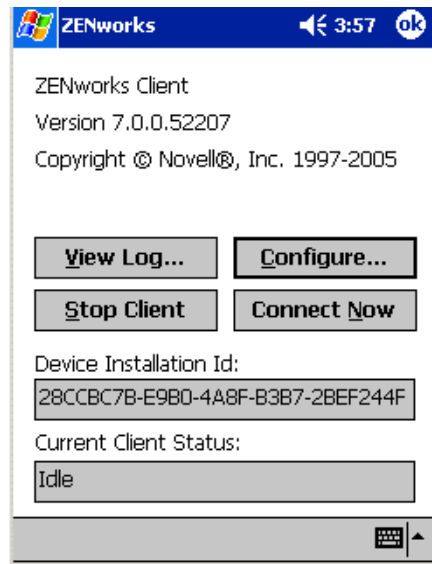 ZENworks 3:57 ok
ZENworks Client
Version 7.0.0.52207
Copyright © Novell®, Inc. 1997-2005
View Log... Configure...
Stop Client Connect Now
Device Installation Id:
28CCBC7B-E9B0-4A8F-B3B7-2BEF244F
Current Client Status:
Idle